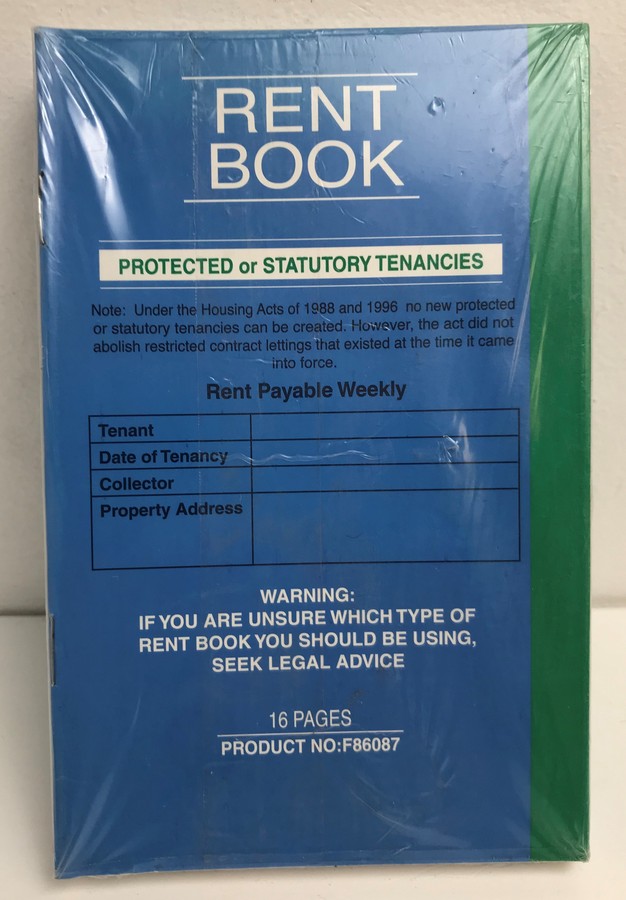 RENT
BOOK
PROTECTED or STATUTORY TENANCIES
Note: Under the Housing Acts of 1988 and 1996 no new protected
or statutory tenancies can be created. However, the act did not
abolish restricted contract lettings that existed at the time it came
into force.
Rent Payable Weekly
Tenant
Date of Tenancy
Collector
Property Address
WARNING:
IF YOU ARE UNSURE WHICH TYPE OF
RENT BOOK YOU SHOULD BE USING,
SEEK LEGAL ADVICE
16 PAGES
PRODUCT NO:F86087